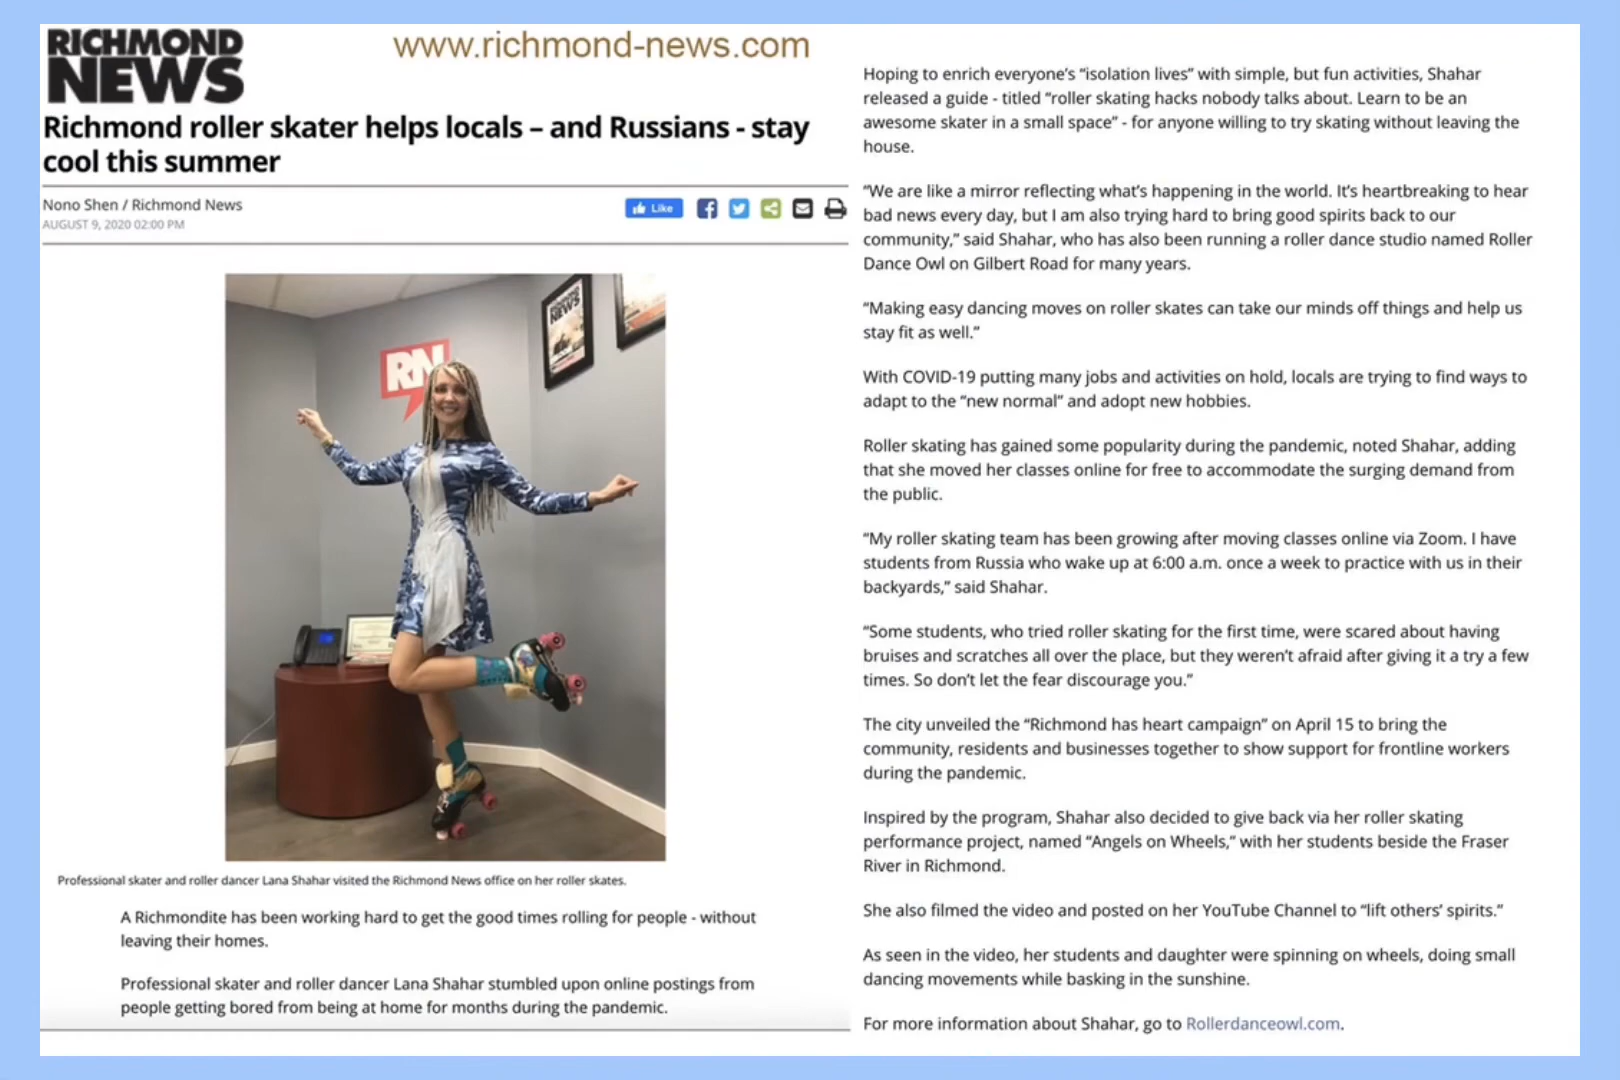 RICHMOND
NEWS
www.richmond-news.com
Richmond roller skater helps locals – and Russians - stay
cool this summer
Nono Shen / Richmond News
AUGUST 9, 2020 02:00 PM
Like
RICHMOND
NEWS
RN
Professional skater and roller dancer Lana Shahar visited the Richmond News office on her roller skates.
A Richmondite has been working hard to get the good times rolling for people - without
leaving their homes.
Professional skater and roller dancer Lana Shahar stumbled upon online postings from
people getting bored from being at home for months during the pandemic.
Hoping to enrich everyone’s “isolation lives” with simple, but fun activities, Shahar
released a guide - titled “roller skating hacks nobody talks about. Learn to be an
awesome skater in a small space” - for anyone willing to try skating without leaving the
house.
“We are like a mirror reflecting what’s happening in the world. It’s heartbreaking to hear
bad news every day, but I am also trying hard to bring good spirits back to our
community,” said Shahar, who has also been running a roller dance studio named Roller
Dance Owl on Gilbert Road for many years.
“Making easy dancing moves on roller skates can take our minds off things and help us
stay fit as well.”
With COVID-19 putting many jobs and activities on hold, locals are trying to find ways to
adapt to the “new normal” and adopt new hobbies.
Roller skating has gained some popularity during the pandemic, noted Shahar, adding
that she moved her classes online for free to accommodate the surging demand from
the public.
“My roller skating team has been growing after moving classes online via Zoom. I have
students from Russia who wake up at 6:00 a.m. once a week to practice with us in their
backyards,” said Shahar.
“Some students, who tried roller skating for the first time, were scared about having
bruises and scratches all over the place, but they weren’t afraid after giving it a try a few
times. So don’t let the fear discourage you.”
The city unveiled the “Richmond has heart campaign” on April 15 to bring the
community, residents and businesses together to show support for frontline workers
during the pandemic.
Inspired by the program, Shahar also decided to give back via her roller skating
performance project, named “Angels on Wheels,” with her students beside the Fraser
River in Richmond.
She also filmed the video and posted on her YouTube Channel to “lift others’ spirits.”
As seen in the video, her students and daughter were spinning on wheels, doing small
dancing movements while basking in the sunshine.
For more information about Shahar, go to Rollerdanceowl.com.